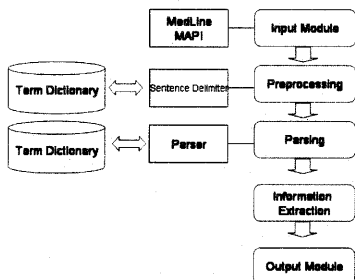 MedLine
MAPI
Input Module
Term Dictionary
Sentence Delimiter
Preprocessing
Term Dictionary
Parser
Parsing
Information
Extraction
Output Module